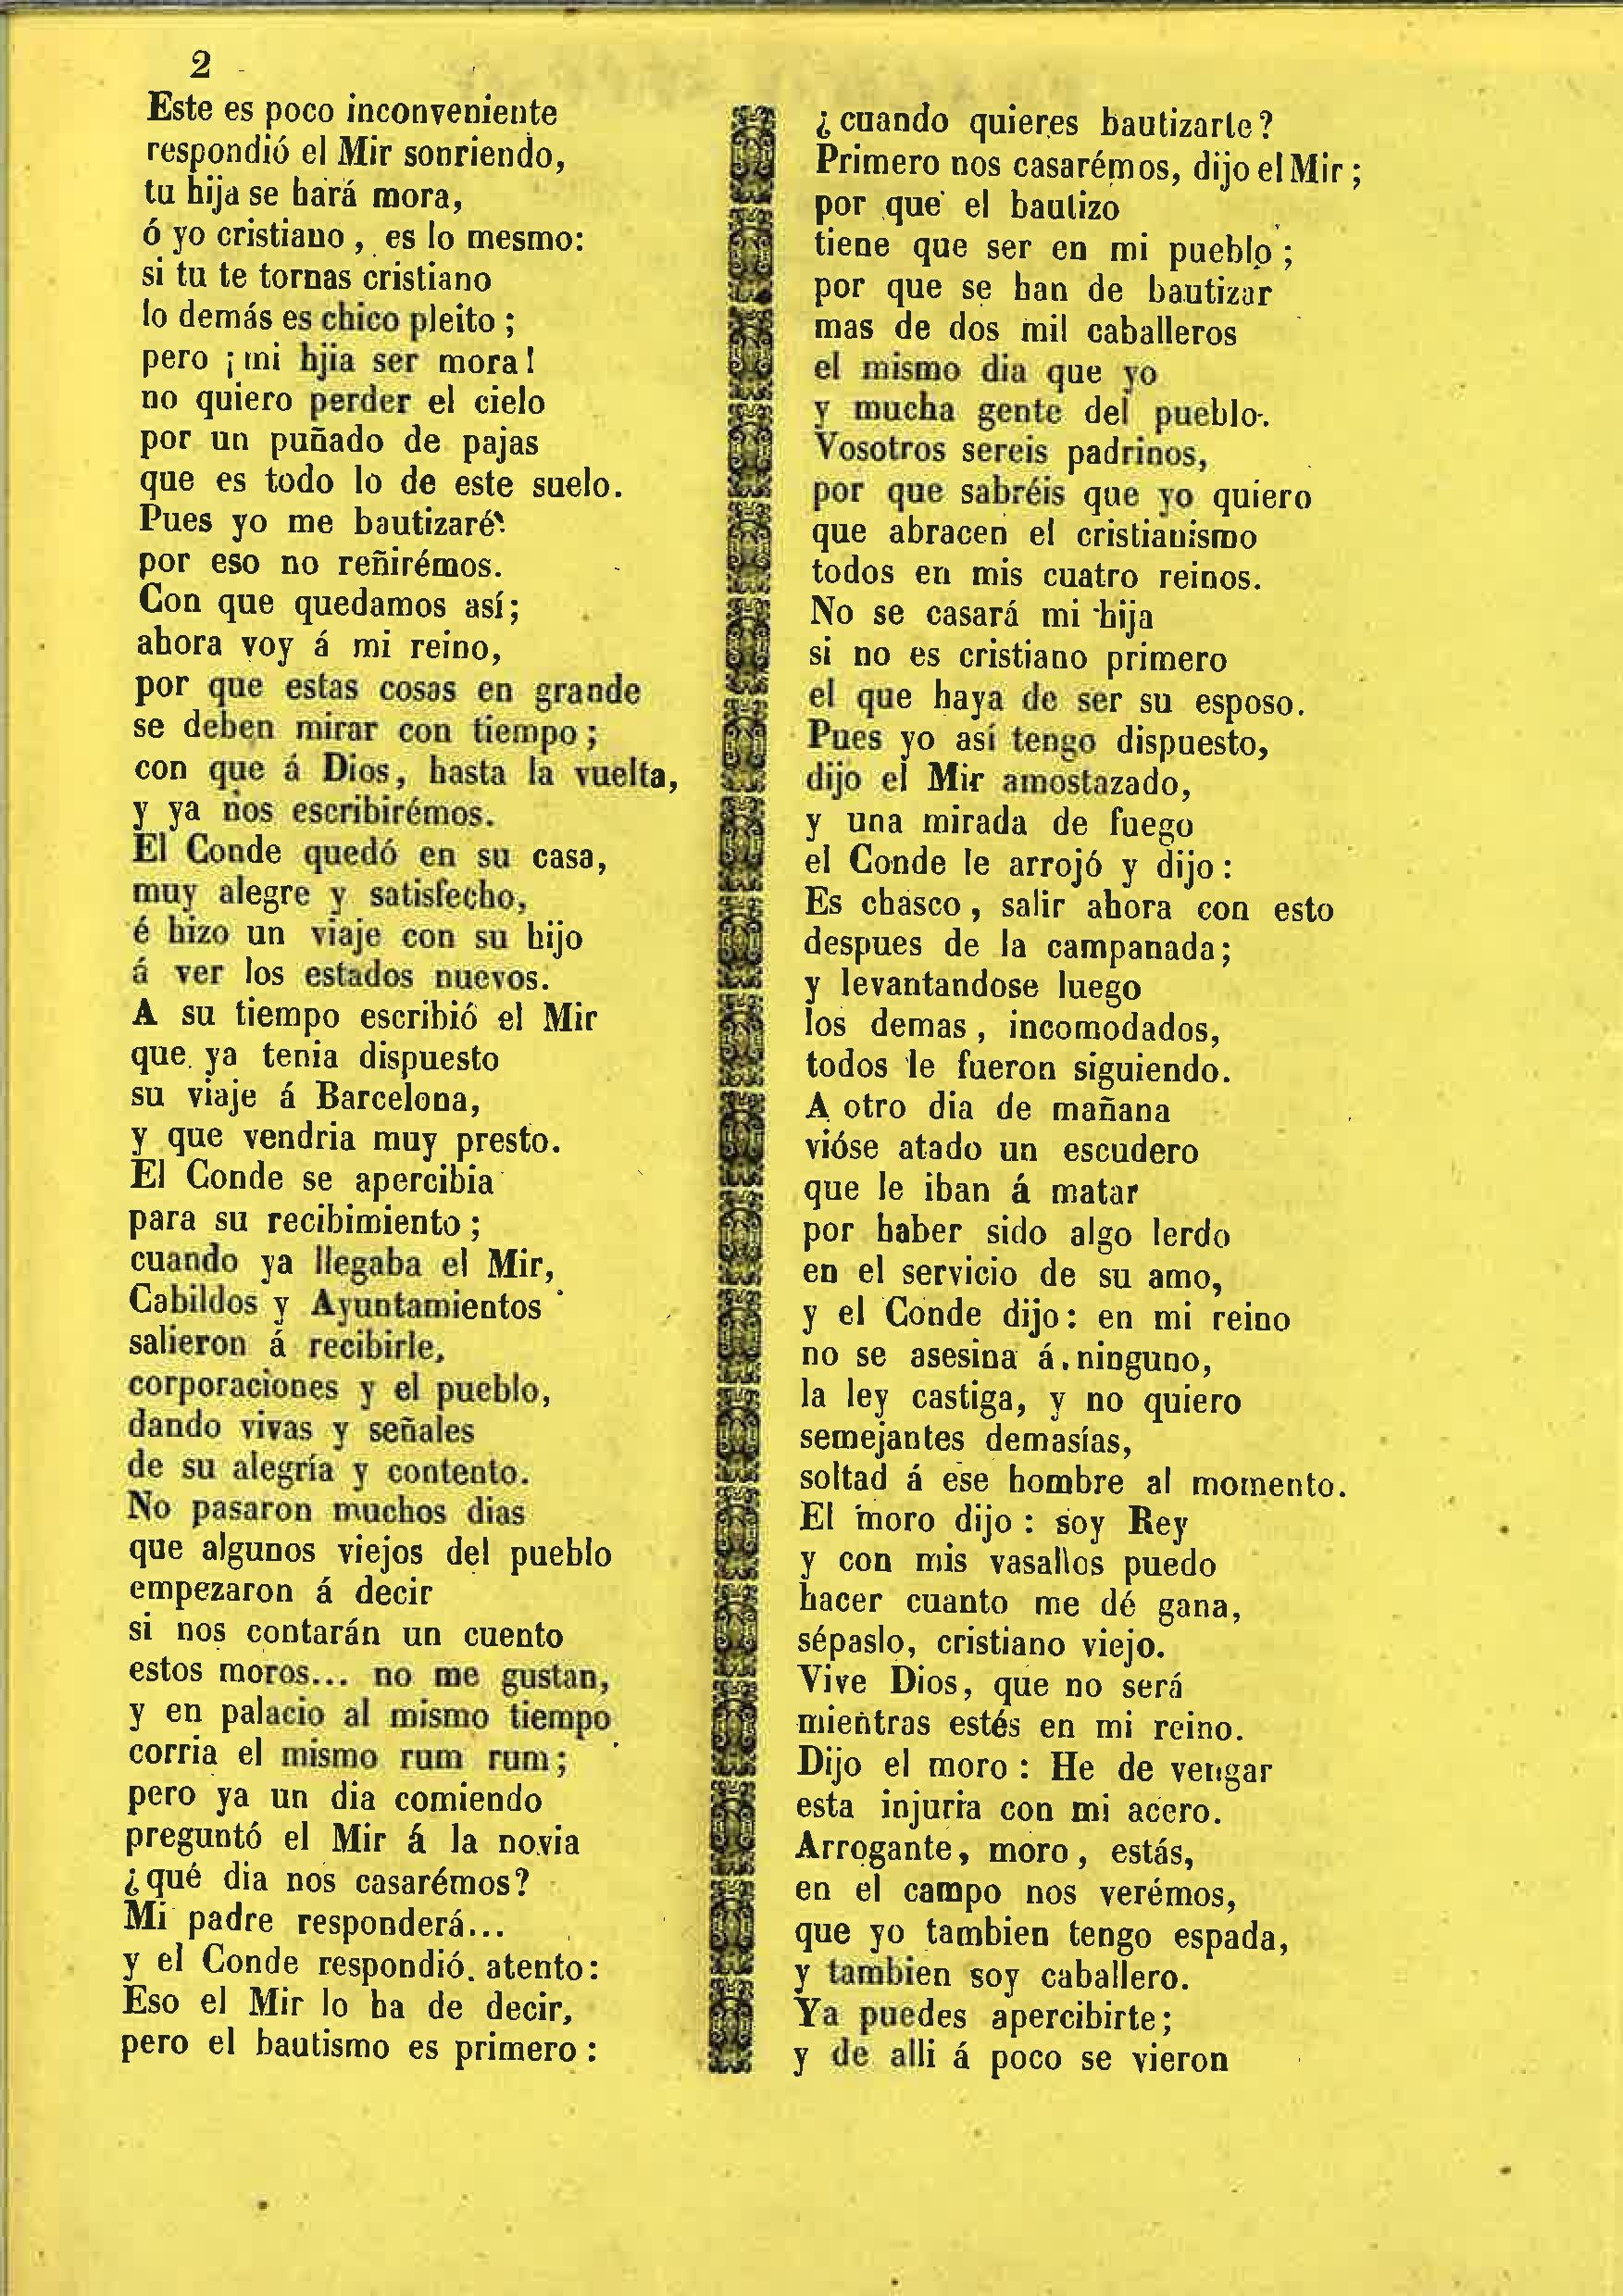 2
Este es poco inconveniente
respondió el Mir sonriendo,
tu hija se hará mora,
ó yo cristiano, es lo mesmo:
si tu te tornas cristiano
lo demás es chico pleito;
pero ¡mi hjia ser mora!
no quiero perder el cielo
por un puñado de pajas
que es todo lo de este suelo.
Pues yo me bautizaré:
por eso no reñirémos.
Con que quedamos así;
ahora voy á mi reino,
por que estas cosas en grande
se deben mirar con tiempo;
con que á Dios, hasta la vuelta,
y ya nos escribirémos.
El Conde quedó en su casa,
muy alegre y satisfecho,
é hizo un viaje con su hijo
á ver los estados nuevos.
A su tiempo escribió el Mir
que ya tenia dispuesto
su viaje á Barcelona,
y que vendria muy presto.
El Conde se apercibia
para su recibimiento;
cuando ya llegaba el Mir,
Cabildos y Ayuntamientos
salieron á recibirle,
corporaciones y el pueblo,
dando vivas y señales
de su alegría y contento.
No pasaron muchos dias
que algunos viejos del pueblo
empezaron á decir
si nos contarán un cuento
estos moros... no me gustan,
y en palacio al mismo tiempo
corria el mismo rum rum;
pero ya un dia comiendo
preguntó el Mir á la novia
¿qué dia nos casarémos?
Mi padre responderá...
y el Conde respondió. atento:
Eso el Mir lo ha de decir,
pero el bautismo es primero:
¿cuando quieres bautizarte?
Primero nos casarémos, dijo el Mir;
por que el bautizo
tiene que ser en mi pueblo;
por que se han de bautizar
mas de dos mil caballeros
el mismo dia que yo
y mucha gente del pueblo.
Vosotros sereis padrinos,
por que sabréis que yo quiero
que abracen el cristianismo
todos en mis cuatro reinos.
No se casará mi hija
si no es cristiano primero
el que haya de ser su esposo.
Pues yo así tengo dispuesto,
dijo el Mir amostazado,
y una mirada de fuego
el Conde le arrojó y dijo:
Es chasco, salir ahora con esto
despues de la campanada;
y levantandose luego
los demas, incomodados,
todos le fueron siguiendo.
A otro dia de mañana
vióse atado un escudero
que le iban á matar
por haber sido algo lerdo
en el servicio de su amo,
y el Conde dijo: en mi reino
no se asesina á ninguno,
la ley castiga, y no quiero
semejantes demasías,
soltad á ese hombre al momento.
El moro dijo: soy Rey
y con mis vasallos puedo
hacer cuanto me dé gana,
sépaslo, cristiano viejo.
Vive Dios, que no será
mientras estés en mi reino.
Dijo el moro: He de vengar
esta injuria con mi acero.
Arrogante, moro, estás,
en el campo nos verémos,
que yo tambien tengo espada,
y tambien soy caballero.
Ya puedes apercibirte;
y de alli á poco se vieron